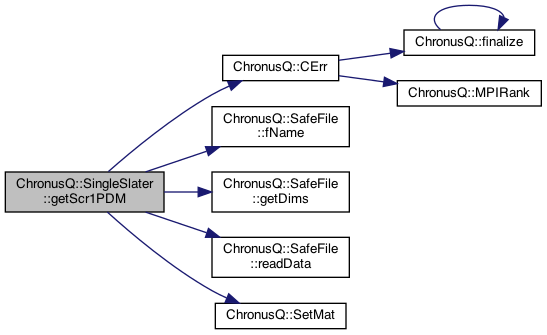 ChronusQ::SingleSlater
::getScr1PDM
ChronusQ::CErr
ChronusQ::finalize
ChronusQ::MPIRank
ChronusQ::SafeFile
::fName
ChronusQ::SafeFile
::getDims
ChronusQ::SafeFile
::readData
ChronusQ::SetMat